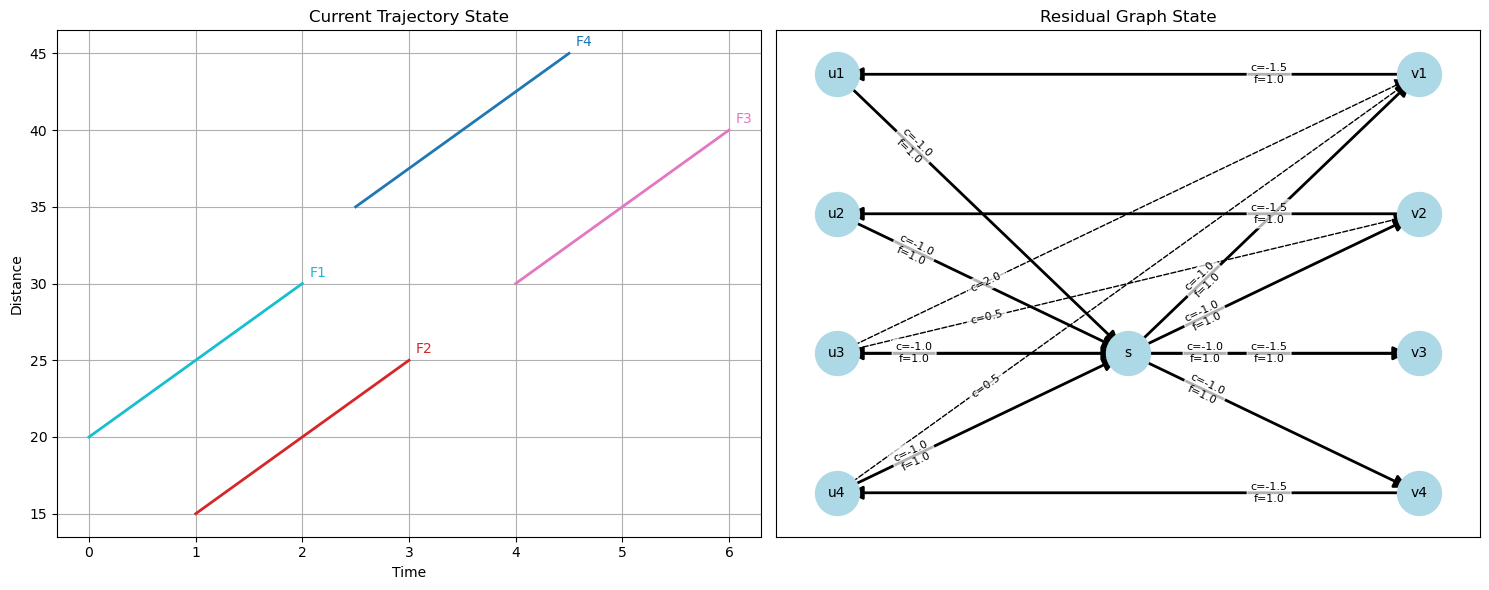 Current Trajectory State
Distance
45
40
35
30
25
20
15
0 1 2 3 4 5 6
Time
F4
F3
F1
F2
Residual Graph State
u1
v1
c=-1.5
f=1.0
c=-1.0
f=1.0
u2
v2
c=-1.5
f=1.0
c=-1.0
f=1.0
c=2.0
c=-1.0
f=1.0
c=0.5
c=-1.0
f=1.0
u3
c=-1.0
f=1.0
s
c=-1.0
f=1.0
c=-1.5
f=1.0
v3
c=0.5
c=-1.0
f=1.0
c=-1.0
f=1.0
u4
c=-1.5
f=1.0
v4